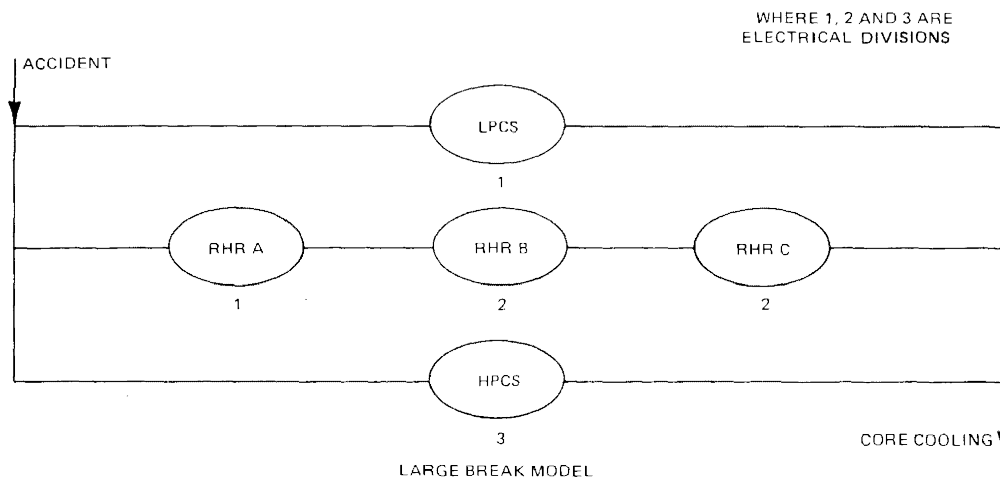 WHERE 1, 2 AND 3 ARE
ELECTRICAL DIVISIONS
ACCIDENT
LPCS
1
RHR A
RHR B
RHR C
1
2
2
HPCS
3
CORE COOLING
LARGE BREAK MODEL